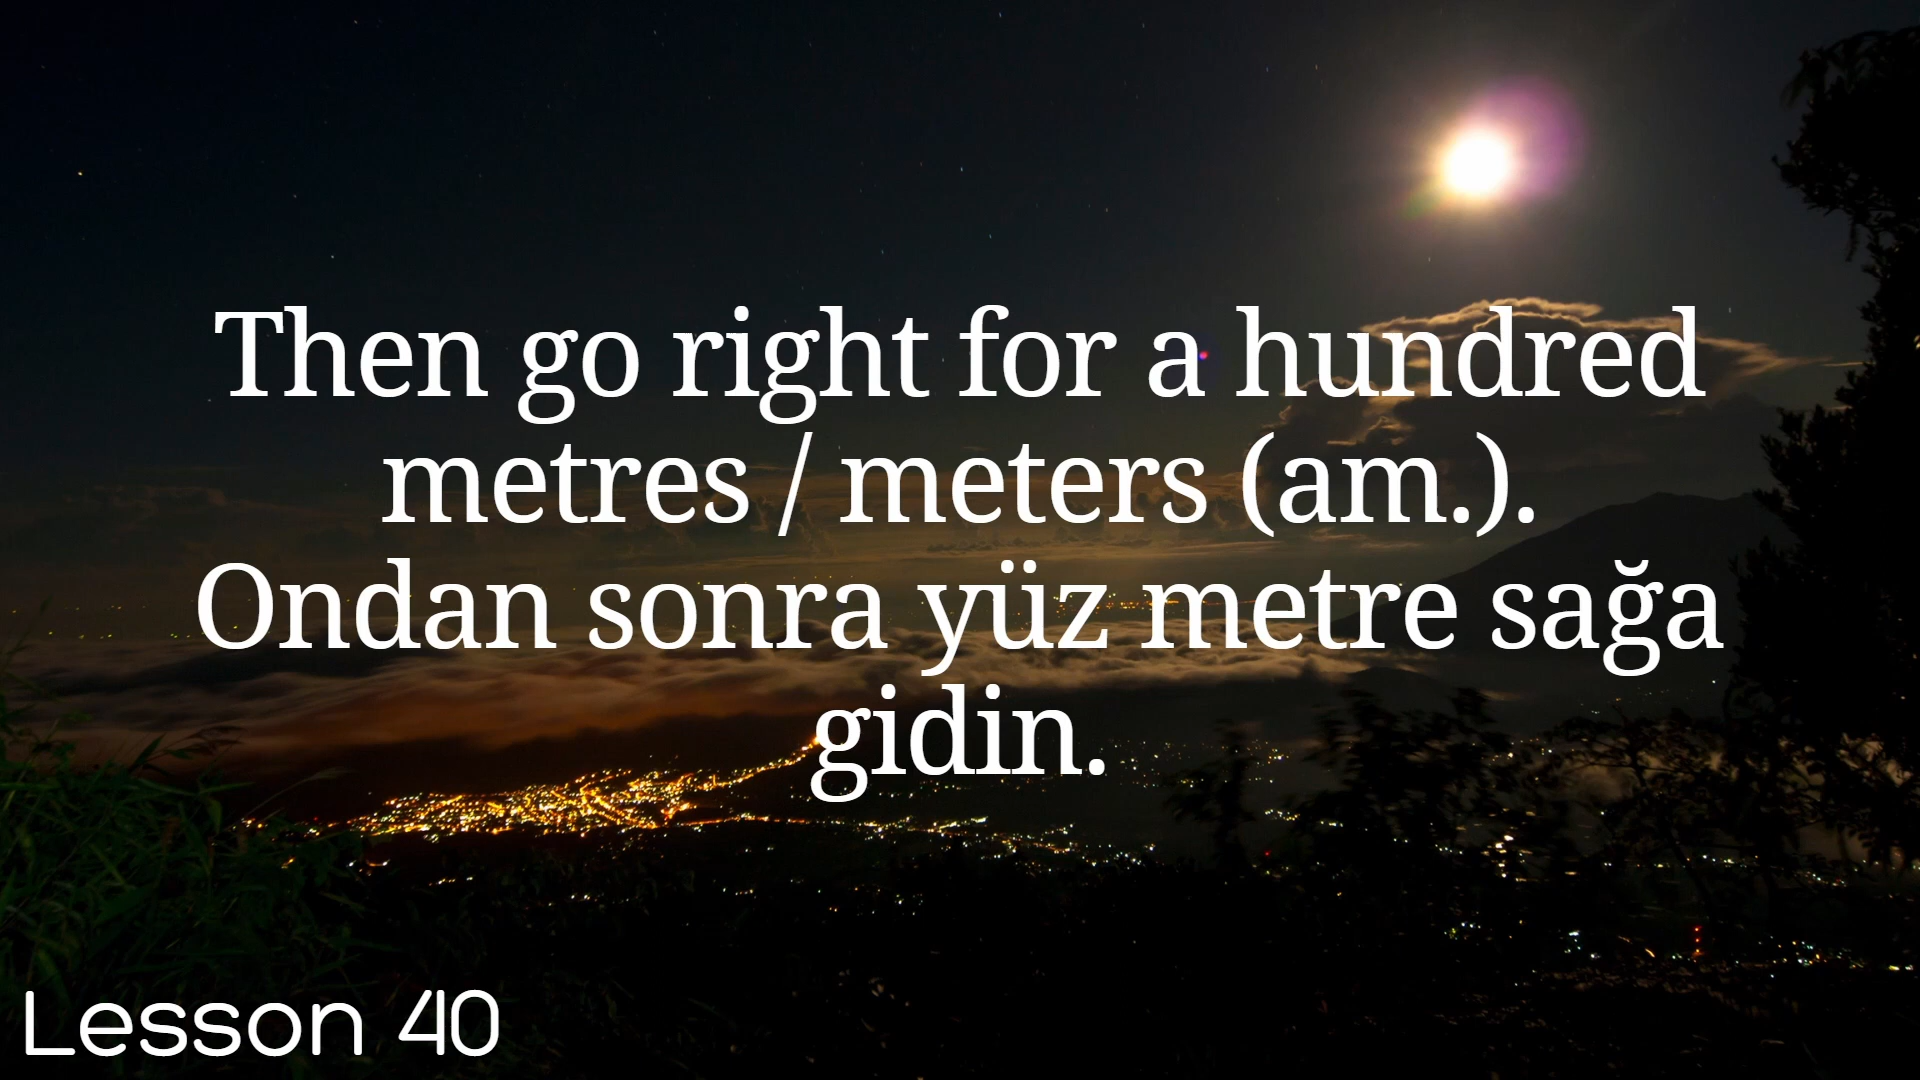 Then go right for a hundred
metres / meters (am.).
Ondan sonra yüz metre sağa
gidin.
Lesson 40